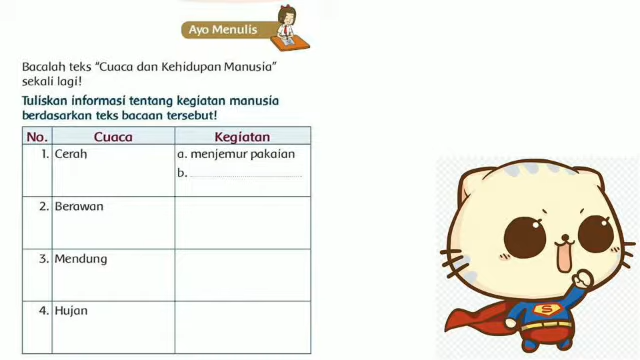 Ayo Menulis
Bacalah teks “Cuaca dan Kehidupan Manusia”
sekali lagi!
Tuliskan informasi tentang kegiatan manusia
berdasarkan teks bacaan tersebut!
No. Cuaca Kegiatan
1. Cerah a. menjemur pakaian
b. ....................................
2. Berawan
3. Mendung
4. Hujan
S